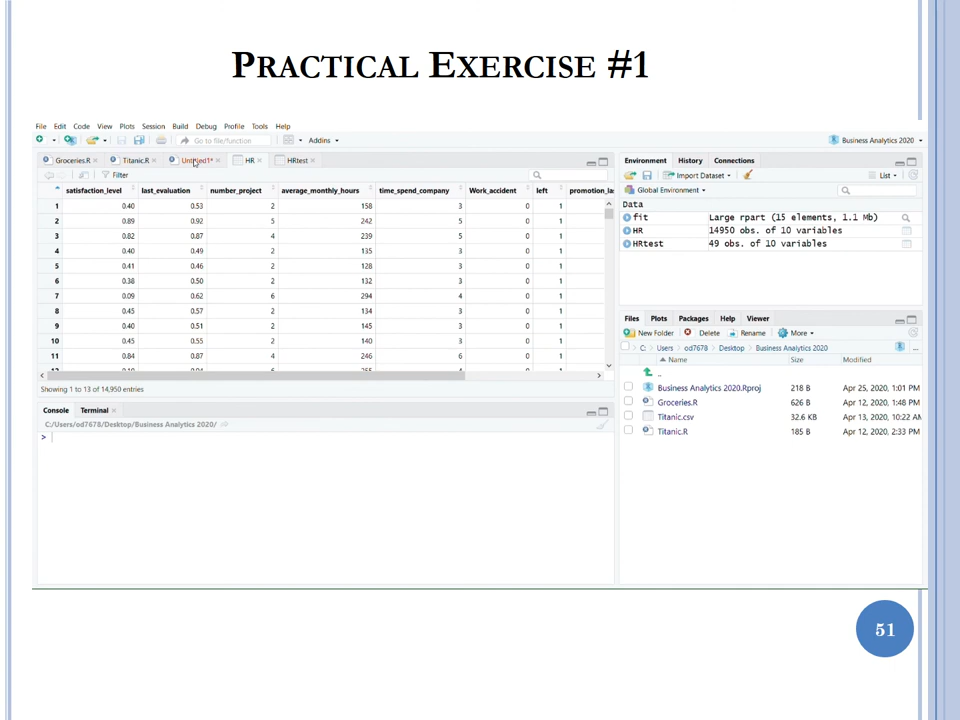 PRACTICAL EXERCISE #1
File Edit Code View Plots Session Build Debug Profile Tools Help
Go to file/function Addins Business Analytics 2020
Groceries.R Titanic.R Untitled1* HR HRtest
Filter
satisfaction_level last_evaluation number_project average_monthly_hours time_spend_company Work_accident left promotion_la
1 0.40 0.53 2 158 3 0 1
2 0.89 0.92 5 242 5 0 1
3 0.82 0.87 4 239 5 0 1
4 0.40 0.49 2 135 3 0 1
5 0.41 0.46 2 128 3 0 1
6 0.38 0.50 2 132 3 0 1
7 0.09 0.62 6 294 4 0 1
8 0.45 0.57 2 134 3 0 1
9 0.40 0.51 2 145 3 0 1
10 0.45 0.55 2 140 3 0 1
11 0.84 0.87 4 246 6 0 1
Showing 1 to 13 of 14,950 entries
Console Terminal
C:/Users/od7678/Desktop/Business Analytics 2020/
>
Environment History Connections
Import Dataset List
Global Environment
Data
fit Large rpart (15 elements, 1.1 Mb)
HR 14950 obs. of 10 variables
HRtest 49 obs. of 10 variables
Files Plots Packages Help Viewer
New Folder Delete Rename More
C: > Users > od7678 > Desktop > Business Analytics 2020 ...
Name Size Modified
..
Business Analytics 2020.Rproj 218 B Apr 25, 2020, 1:01 PM
Groceries.R 626 B Apr 12, 2020, 1:48 PM
Titanic.csv 32.6 KB Apr 13, 2020, 10:22 AM
Titanic.R 185 B Apr 12, 2020, 2:33 PM
51